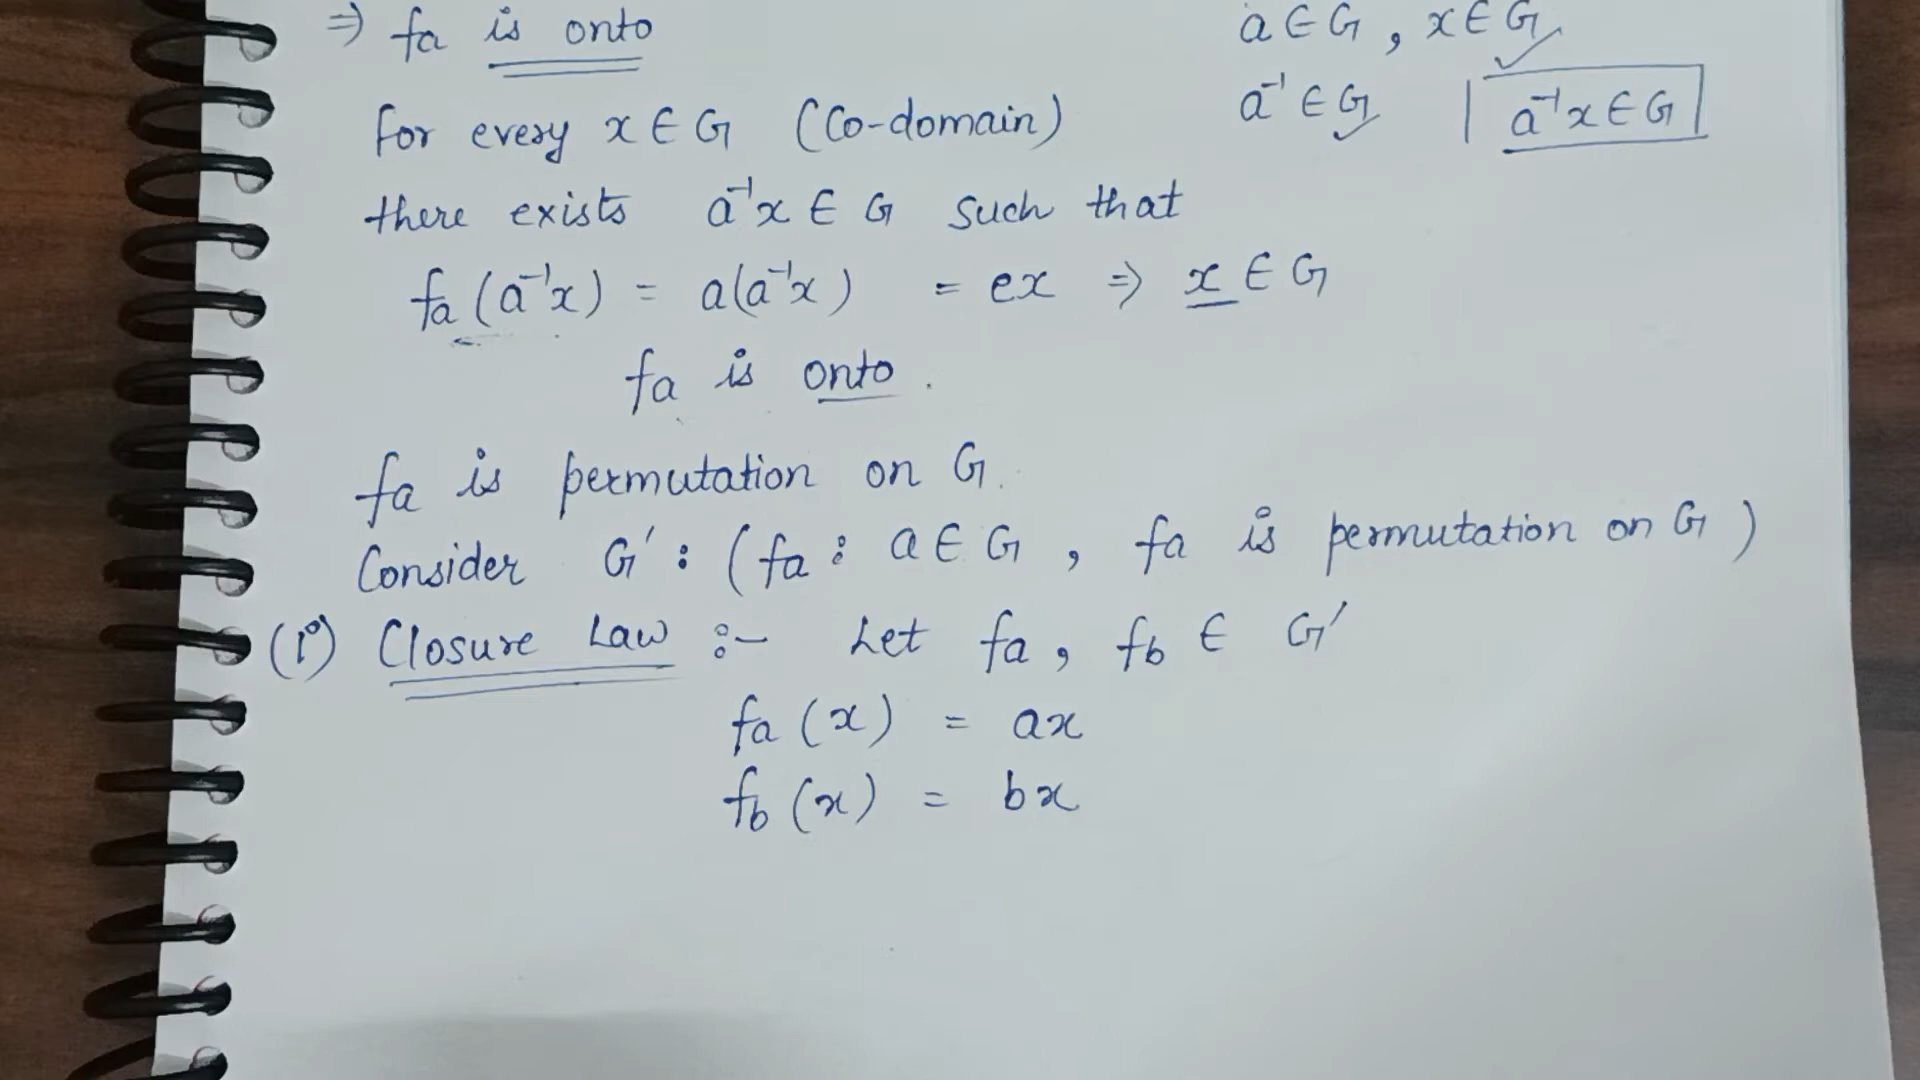 ⇒ fa is onto
a ∈ G, x ∈ G
a⁻¹ ∈ G | a⁻¹x ∈ G
For every x ∈ G (Co-domain)
there exists a⁻¹x ∈ G such that
fa (a⁻¹x) = a(a⁻¹x) = ex ⇒ x ∈ G
fa is onto.
fa is permutation on G.
Consider G' : (fa : a ∈ G, fa is permutation on G)
(i) Closure Law :- Let fa, fb ∈ G'
fa (x) = ax
fb (x) = bx